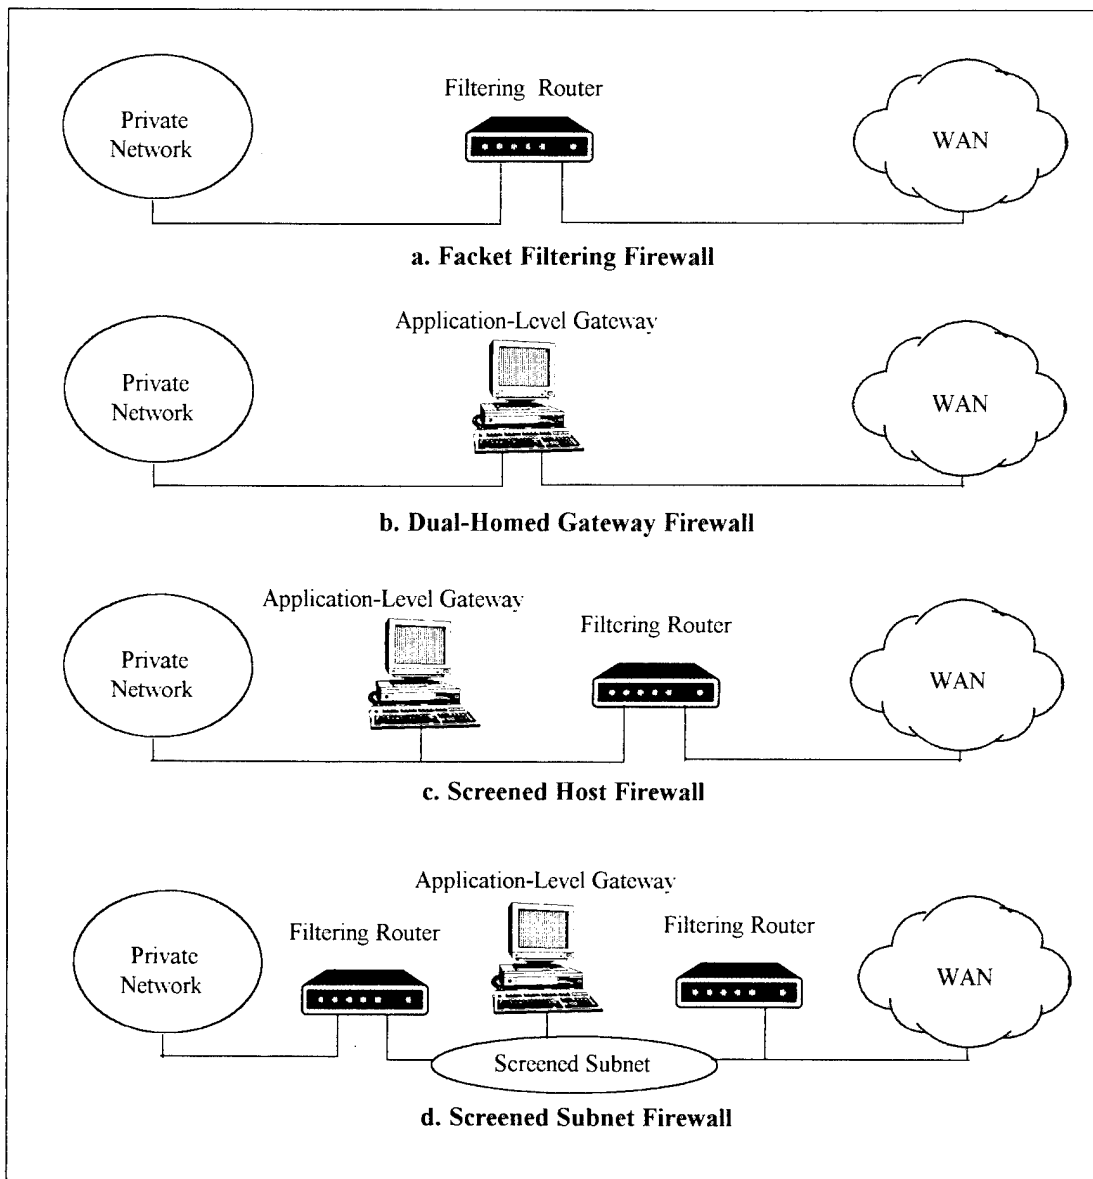 Filtering Router
Private
Network
WAN
a. Facket Filtering Firewall
Application-Level Gateway
Private
Network
WAN
b. Dual-Homed Gateway Firewall
Application-Level Gateway
Filtering Router
Private
Network
WAN
c. Screened Host Firewall
Application-Level Gateway
Filtering Router
Filtering Router
Private
Network
WAN
Screened Subnet
d. Screened Subnet Firewall